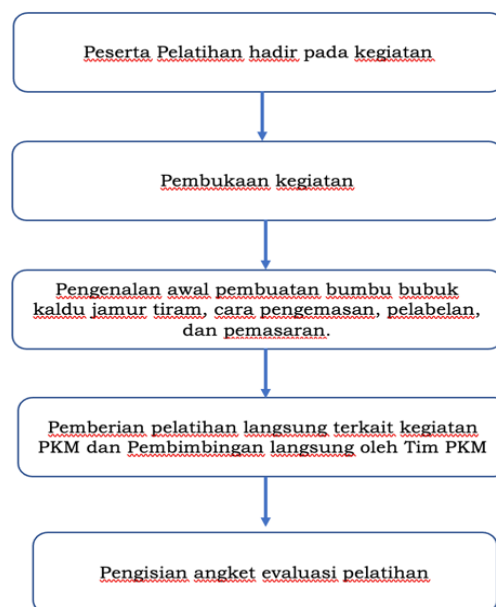 Peserta Pelatihan hadir pada kegiatan
Pembukaan kegiatan
Pengenalan awal pembuatan bumbu bubuk
kaldu jamur tiram, cara pengemasan, pelabelan,
dan pemasaran.
Pemberian pelatihan langsung terkait kegiatan
PKM dan Pembimbingan langsung oleh Tim PKM
Pengisian angket evaluasi pelatihan